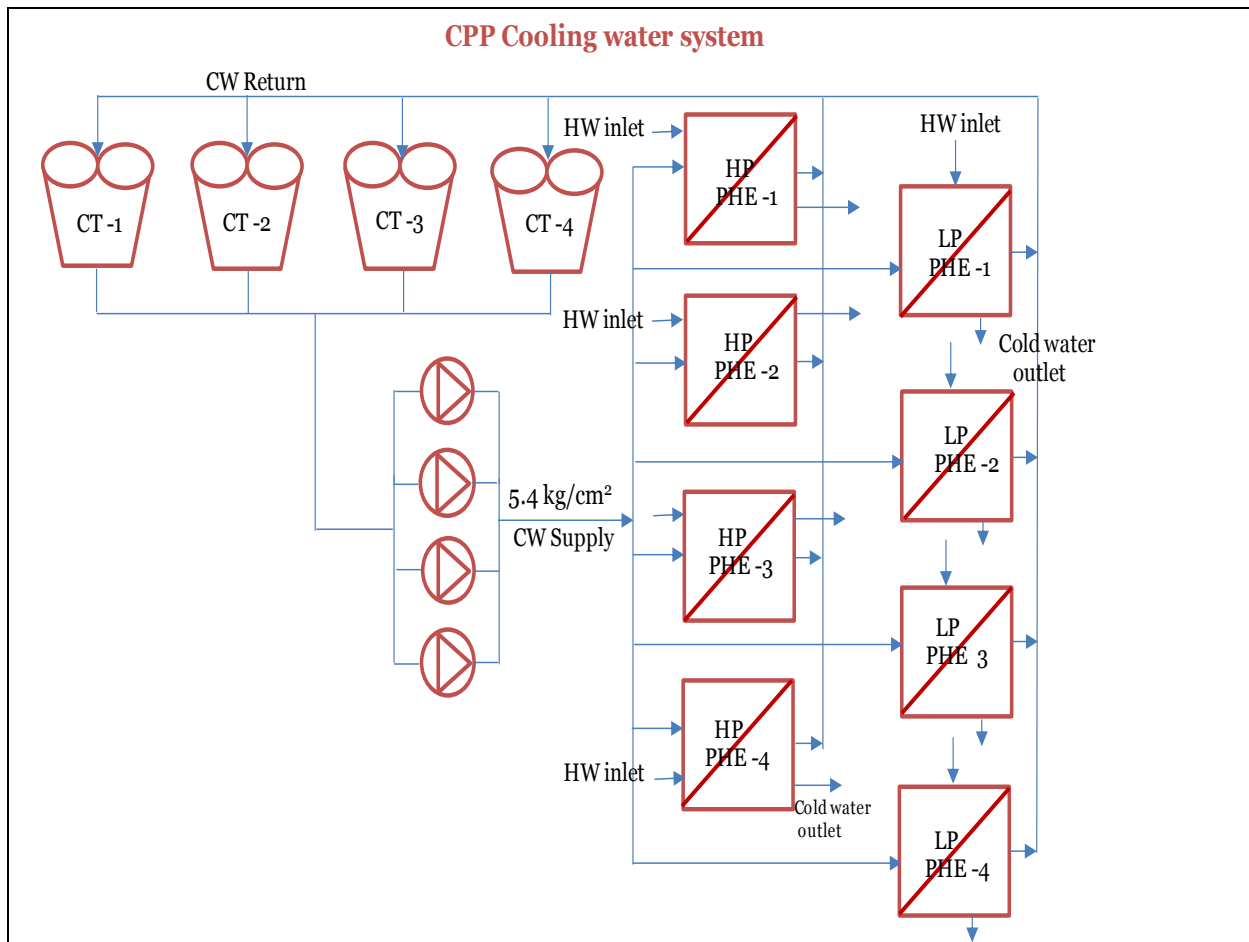 CPP Cooling water system
CW Return
HW inlet
HW inlet
HP
PHE -1
LP
PHE -1
CT -1
CT -2
CT -3
CT -4
HW inlet
HP
PHE -2
Cold water
outlet
LP
PHE -2
5.4 kg/cm²
CW Supply
HP
PHE -3
LP
PHE 3
HP
PHE -4
HW inlet
Cold water
outlet
LP
PHE -4